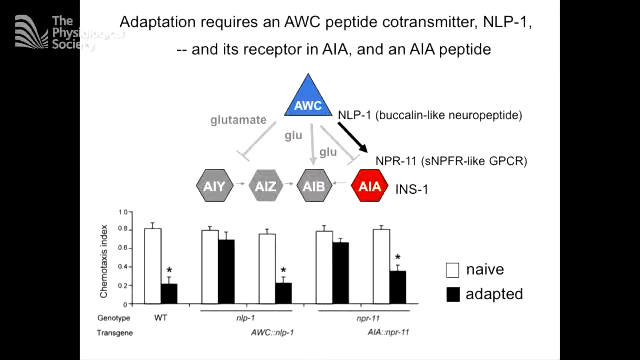 The
Physiological
Society
Adaptation requires an AWC peptide cotransmitter, NLP-1,
-- and its receptor in AIA, and an AIA peptide
AWC
glutamate
NLP-1 (buccalin-like neuropeptide)
glu
glu
NPR-11 (sNPFR-like GPCR)
AIY
AIZ
AIB
AIA
INS-1
Chemotaxis index
1.0
0.8
0.6
0.4
0.2
0
*
*
*
naive
adapted
Genotype WT nlp-1 npr-11
Transgene AWC::nlp-1 AIA::npr-11